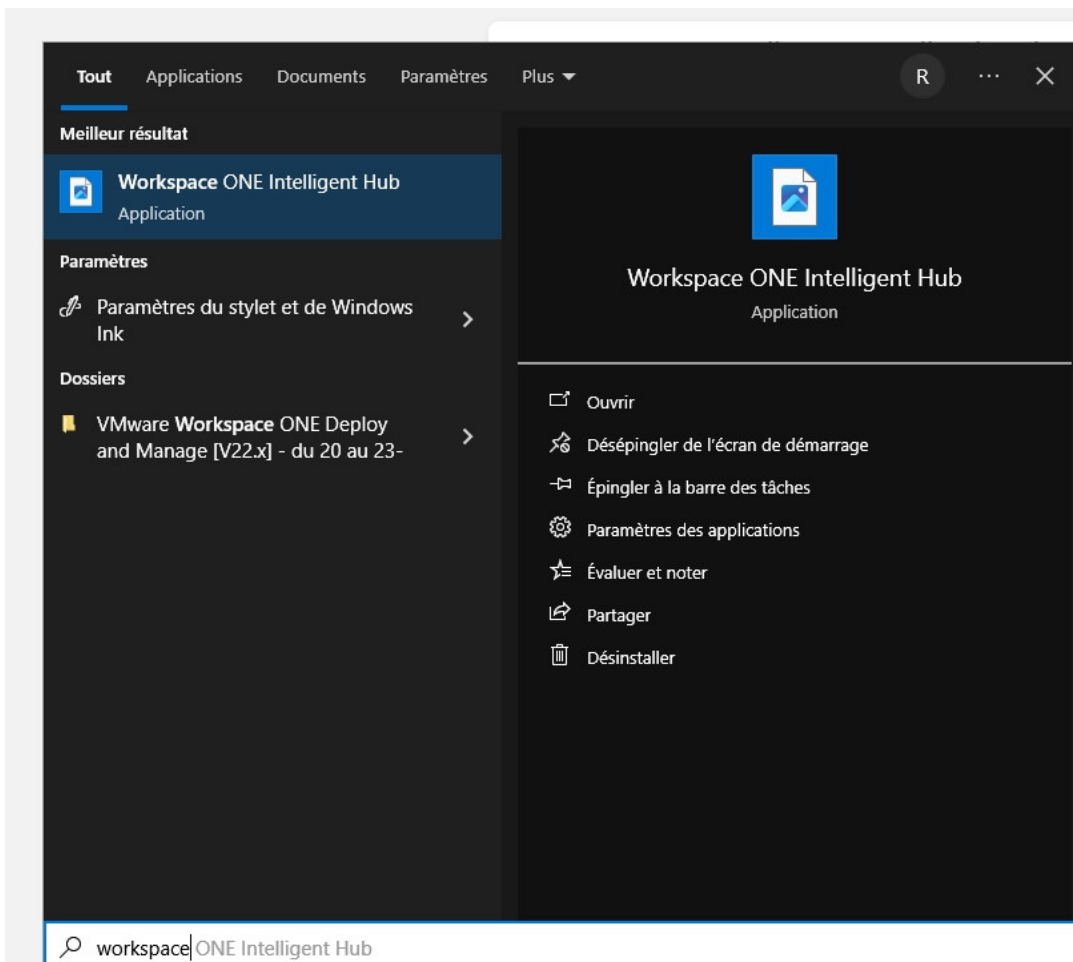 Tout Applications Documents Paramètres Plus R
Meilleur résultat
Workspace ONE Intelligent Hub
Application
Paramètres
Paramètres du stylet et de Windows
Ink
Dossiers
VMware Workspace ONE Deploy
and Manage [V22.x] - du 20 au 23-
Workspace ONE Intelligent Hub
Application
Ouvrir
Désépingler de l'écran de démarrage
Épingler à la barre des tâches
Paramètres des applications
Évaluer et noter
Partager
Désinstaller
workspace ONE Intelligent Hub